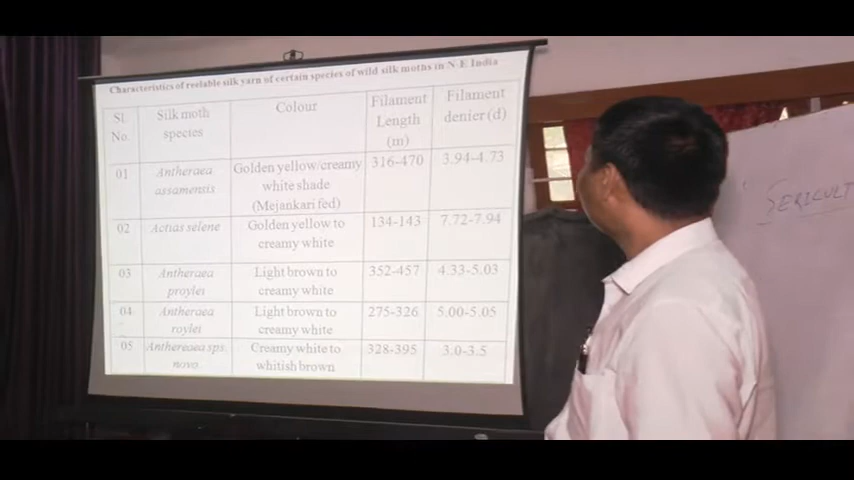 Characteristics of reelable silk yarn of certain species of wild silk moths in N-E India
Sl. No. Silk moth species Colour Filament Length (m) Filament denier (d)
01 Antheraea assamensis Golden yellow/creamy white shade (Mejankari fed) 316-470 3.94-4.73
02 Actias selene Golden yellow to creamy white 134-143 7.72-7.94
03 Antheraea proylei Light brown to creamy white 352-457 4.33-5.03
04 Antheraea roylei Light brown to creamy white 275-326 5.00-5.05
05 Anthereaea sps. nova Creamy white to whitish brown 328-395 3.0-3.5
SERICULT